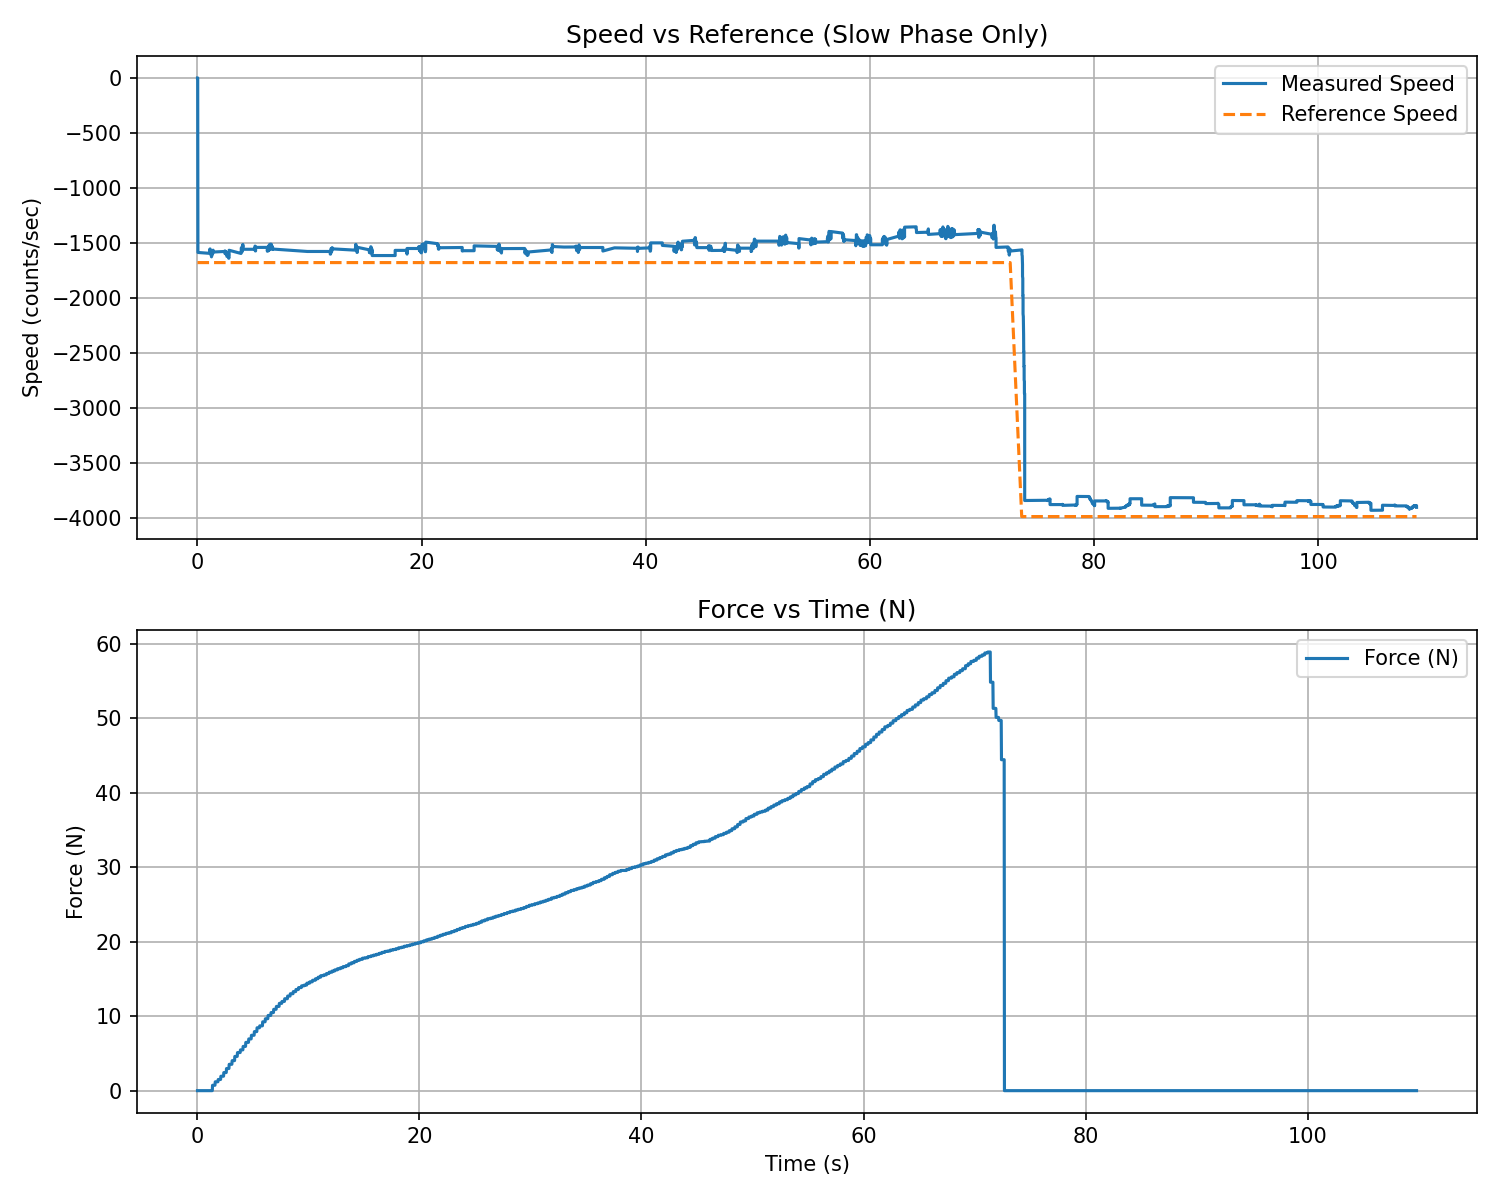 Speed vs Reference (Slow Phase Only)
Measured Speed
Reference Speed
Speed (counts/sec)
0
−500
−1000
−1500
−2000
−2500
−3000
−3500
−4000
0 20 40 60 80 100
Force vs Time (N)
Force (N)
Force (N)
60
50
40
30
20
10
0
0 20 40 60 80 100
Time (s)